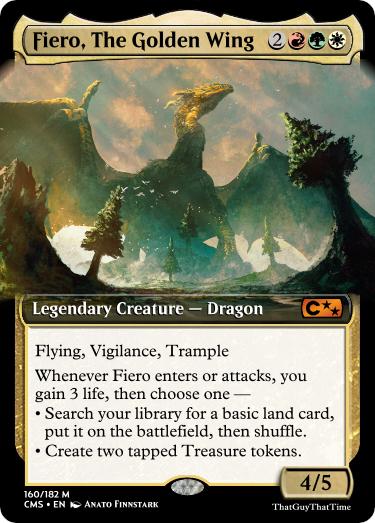 Fiero, The Golden Wing 2
Legendary Creature — Dragon C
Flying, Vigilance, Trample
Whenever Fiero enters or attacks, you
gain 3 life, then choose one —
• Search your library for a basic land card,
put it on the battlefield, then shuffle.
• Create two tapped Treasure tokens.
4/5
160/182 M
CMS • EN Anato Finnstark
ThatGuyThatTime